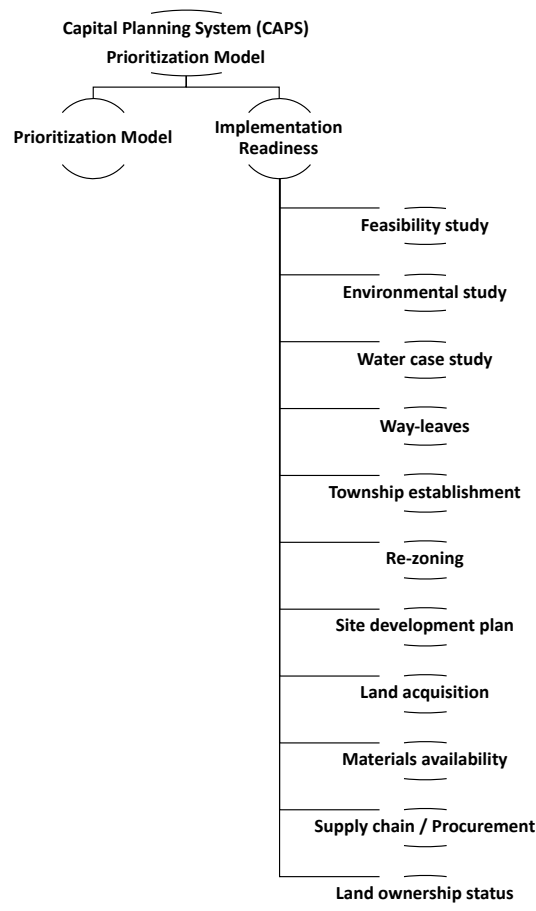 Capital Planning System (CAPS)
Prioritization Model
Prioritization Model
Implementation
Readiness
Feasibility study
Environmental study
Water case study
Way-leaves
Township establishment
Re-zoning
Site development plan
Land acquisition
Materials availability
Supply chain / Procurement
Land ownership status